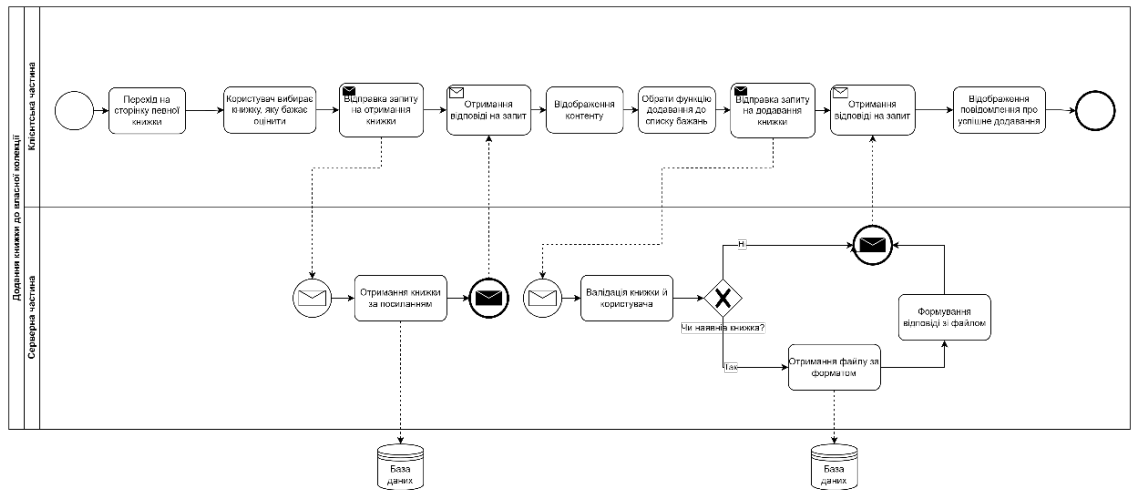 Додання книжки до власної колекції
Клієнтська частина
Перехід на
сторінку певної
книжки
Користувач вибирає
книжку, яку бажає
оцінити
Відправка запиту
на отримання
книжки
Отримання
відповіді на запит
Відображення
контенту
Обрати функцію
додавання до
списку бажань
Відправка запиту
на додавання
книжки
Отримання
відповіді на запит
Відображення
повідомлення про
успішне додавання
Серверна частина
Отримання книжки
за посиланням
Валідація книжки й
користувача
Ні
Чи наявна книжка?
Так
Отримання файлу за
форматом
Формування
відповіді зі файлом
База
даних
База
даних